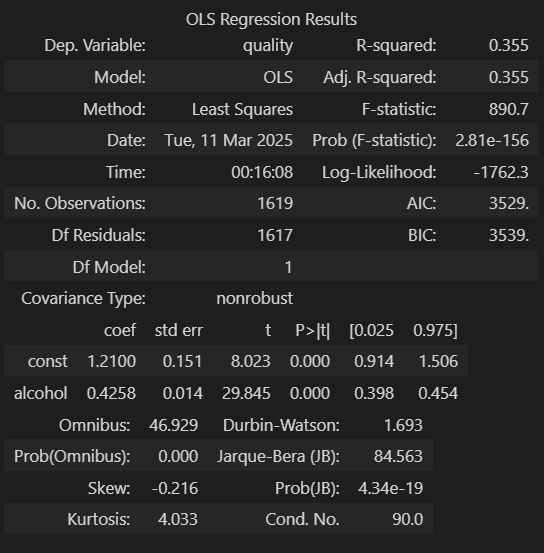 OLS Regression Results
Dep. Variable: quality R-squared: 0.355
Model: OLS Adj. R-squared: 0.355
Method: Least Squares F-statistic: 890.7
Date: Tue, 11 Mar 2025 Prob (F-statistic): 2.81e-156
Time: 00:16:08 Log-Likelihood: -1762.3
No. Observations: 1619 AIC: 3529.
Df Residuals: 1617 BIC: 3539.
Df Model: 1
Covariance Type: nonrobust
coef std err t P>|t| [0.025 0.975]
const 1.2100 0.151 8.023 0.000 0.914 1.506
alcohol 0.4258 0.014 29.845 0.000 0.398 0.454
Omnibus: 46.929 Durbin-Watson: 1.693
Prob(Omnibus): 0.000 Jarque-Bera (JB): 84.563
Skew: -0.216 Prob(JB): 4.34e-19
Kurtosis: 4.033 Cond. No. 90.0